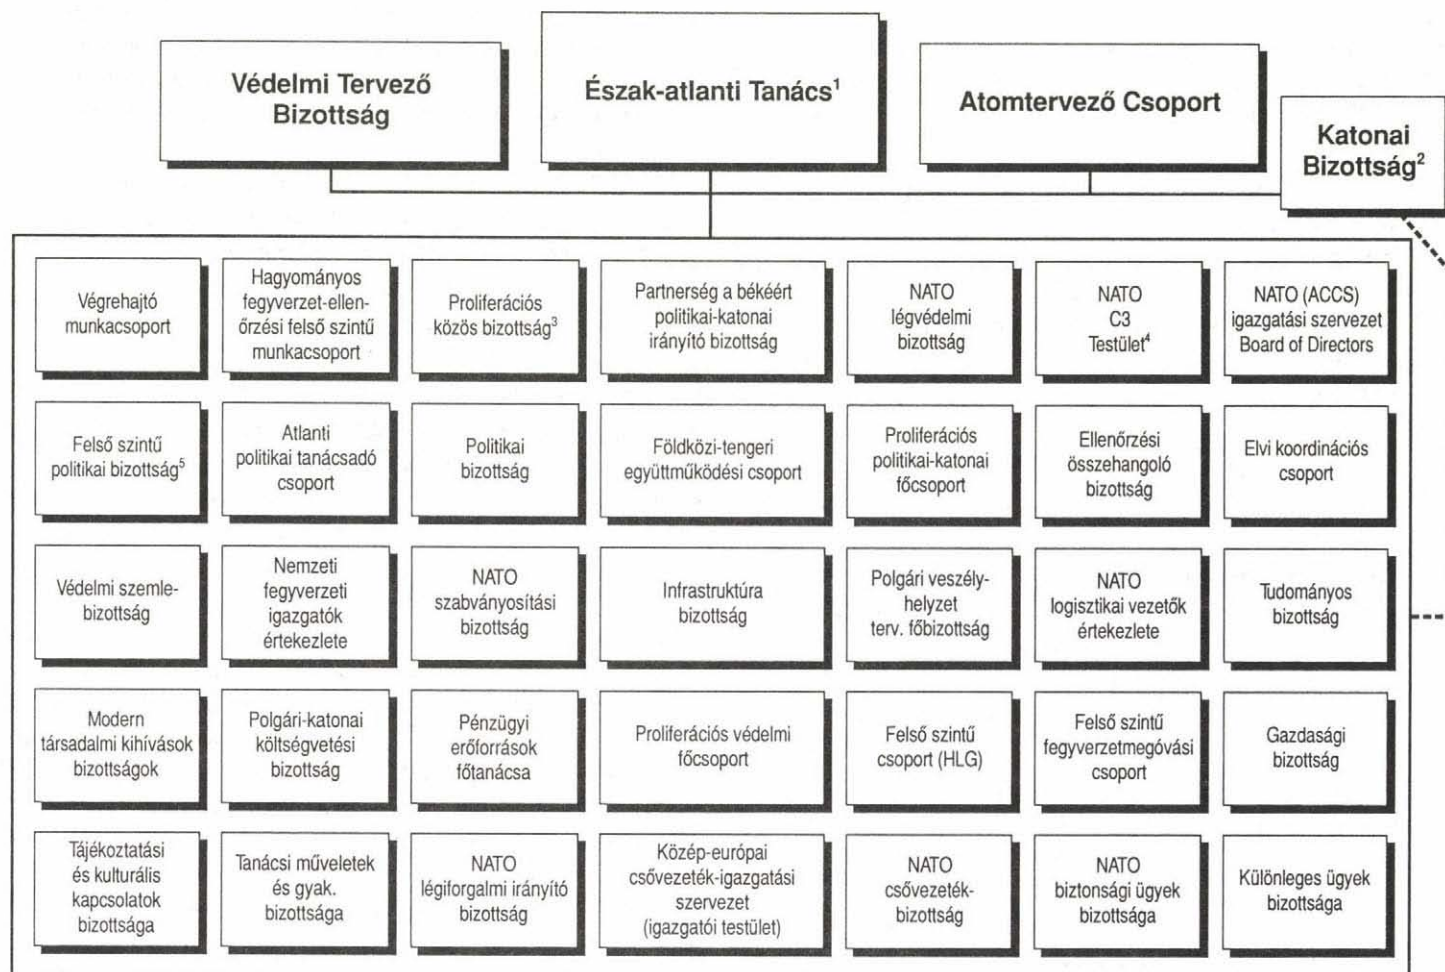 Védelmi Tervező
Bizottság
Észak-atlanti Tanács¹
Atomtervező Csoport
Katonai
Bizottság²
Végrehajtó
munkacsoport
Hagyományos
fegyverzet-ellen-
őrzési felső szintű
munkacsoport
Proliferációs
közös bizottság³
Partnerség a békéért
politikai-katonai
irányító bizottság
NATO
légvédelmi
bizottság
NATO
C3
Testület⁴
NATO (ACCS)
igazgatási szervezet
Board of Directors
Felső szintű
politikai bizottság⁵
Atlanti
politikai tanácsadó
csoport
Politikai
bizottság
Földközi-tengeri
együttműködési csoport
Proliferációs
politikai-katonai
főcsoport
Ellenőrzési
összehangoló
bizottság
Elvi koordinációs
csoport
Védelmi szemle-
bizottság
Nemzeti
fegyverzeti
igazgatók
értekezlete
NATO
szabványosítási
bizottság
Infrastruktúra
bizottság
Polgári veszély-
helyzet
terv. főbizottság
NATO
logisztikai vezetők
értekezlete
Tudományos
bizottság
Modern
társadalmi kihívások
bizottságok
Polgári-katonai
költségvetési
bizottság
Pénzügyi
erőforrások
főtanácsa
Proliferációs védelmi
főcsoport
Felső szintű
csoport (HLG)
Felső szintű
fegyverzetmegóvási
csoport
Gazdasági
bizottság
Tájékoztatási
és kulturális
kapcsolatok
bizottsága
Tanácsi műveletek
és gyak.
bizottsága
NATO
légiforgalmi irányító
bizottság
Közép-európai
csővezeték-igazgatási
szervezet
(igazgatói testület)
NATO
csővezeték-
bizottság
NATO
biztonsági ügyek
bizottsága
Különleges ügyek
bizottsága